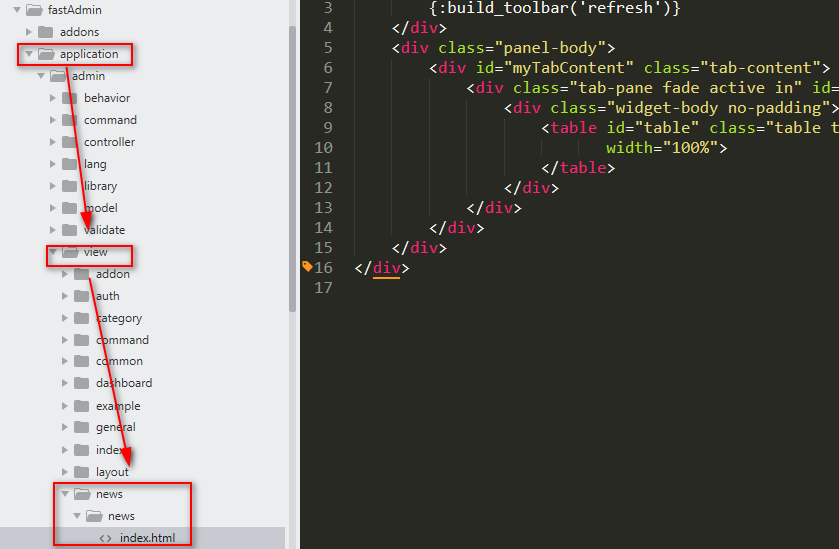 fastAdmin
addons
application
admin
behavior
command
controller
lang
library
model
validate
view
addon
auth
category
command
common
dashboard
example
general
index
layout
news
news
<> index.html
3 {:build_toolbar('refresh')}
4 </div>
5 <div class="panel-body">
6 <div id="myTabContent" class="tab-content">
7 <div class="tab-pane fade active in" id=
8 <div class="widget-body no-padding">
9 <table id="table" class="table t
10 width="100%">
11 </table>
12 </div>
13 </div>
14 </div>
15 </div>
16 </div>
17